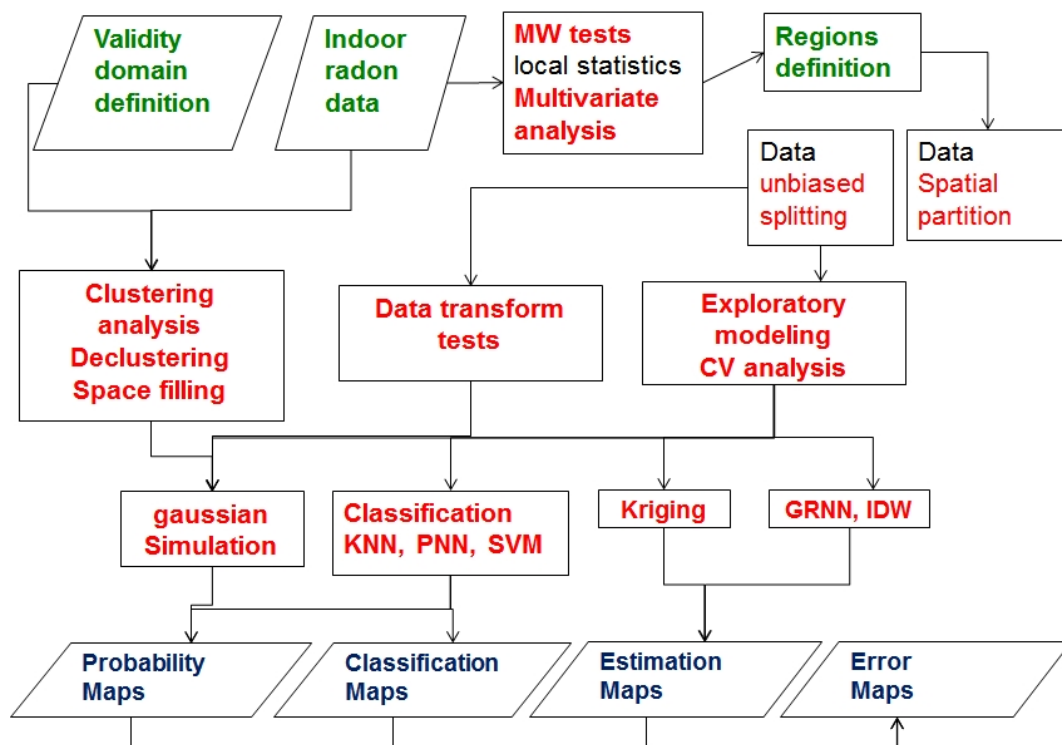 Validity
domain
definition
Indoor
radon
data
MW tests
local statistics
Multivariate
analysis
Regions
definition
Data
unbiased
splitting
Data
Spatial
partition
Clustering
analysis
Declustering
Space filling
Data transform
tests
Exploratory
modeling
CV analysis
gaussian
Simulation
Classification
KNN, PNN, SVM
Kriging
GRNN, IDW
Probability
Maps
Classification
Maps
Estimation
Maps
Error
Maps